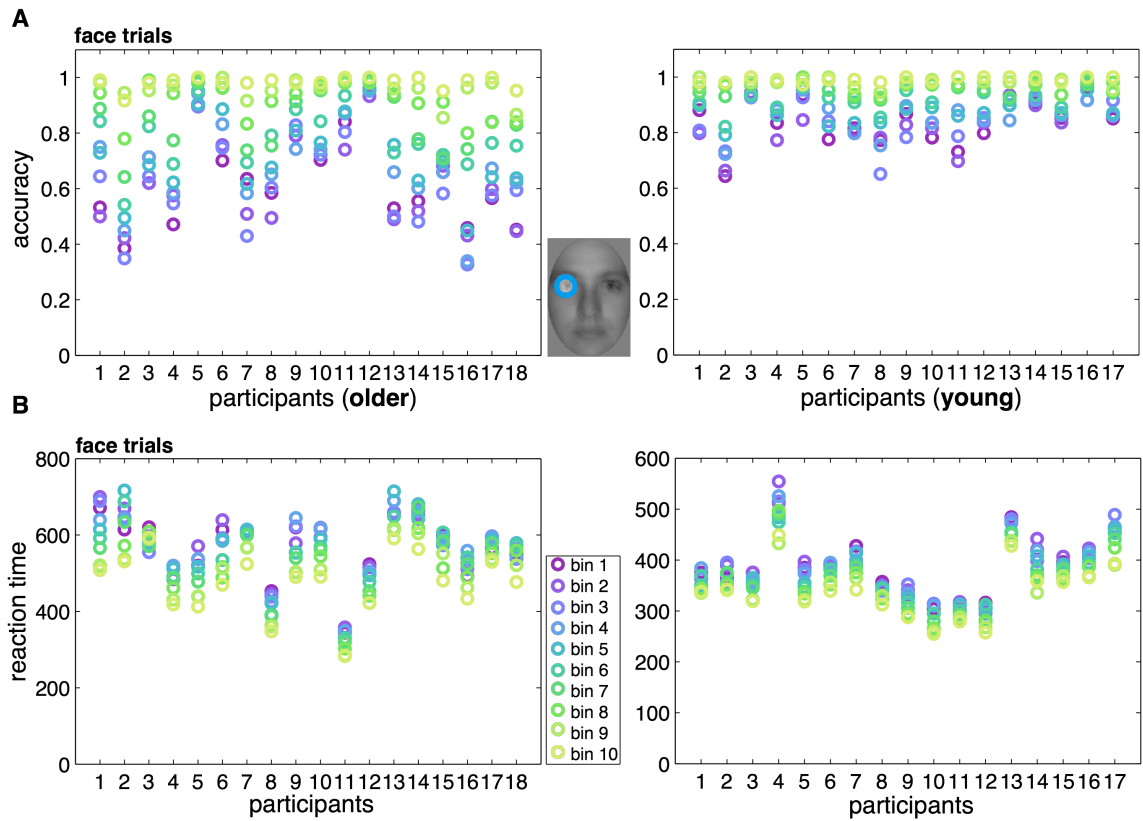 A
face trials
accuracy
1
0.8
0.6
0.4
0.2
0
1 2 3 4 5 6 7 8 9 10 11 12 13 14 15 16 17 18
participants (older)
1
0.8
0.6
0.4
0.2
0
1 2 3 4 5 6 7 8 9 10 11 12 13 14 15 16 17
participants (young)
B
face trials
reaction time
800
600
400
200
0
1 2 3 4 5 6 7 8 9 10 11 12 13 14 15 16 17 18
participants
bin 1
bin 2
bin 3
bin 4
bin 5
bin 6
bin 7
bin 8
bin 9
bin 10
600
500
400
300
200
100
0
1 2 3 4 5 6 7 8 9 10 11 12 13 14 15 16 17
participants